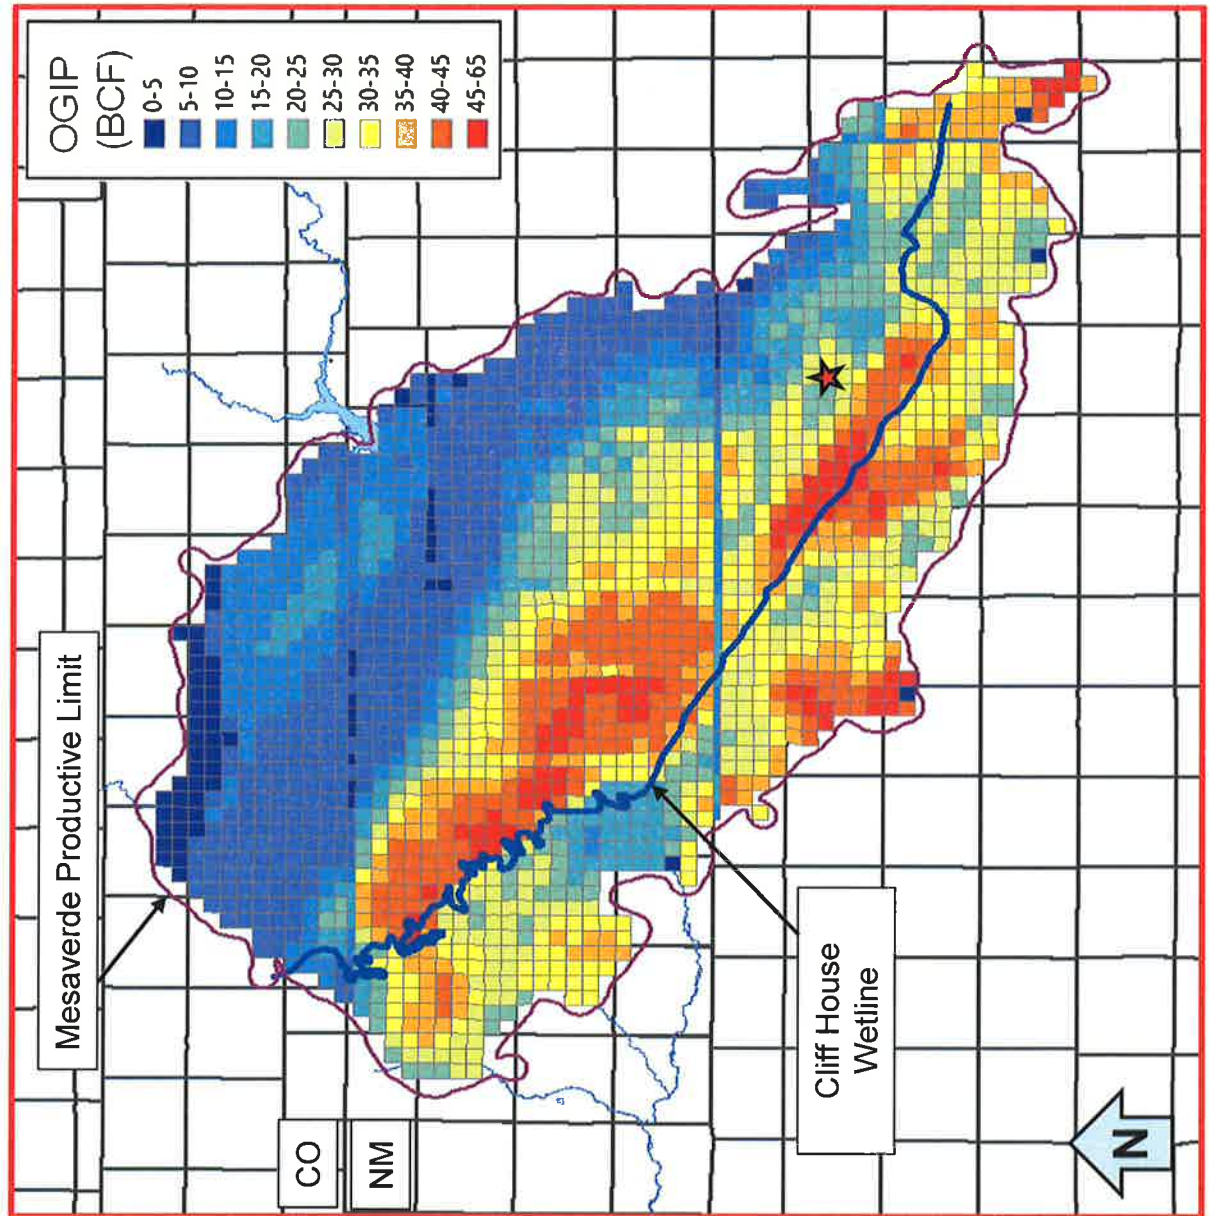 OGIP
(BCF)
0-5
5-10
10-15
15-20
20-25
25-30
30-35
35-40
40-45
45-65
Mesaverde Productive Limit
CO
NM
Cliff House
Wetline
N